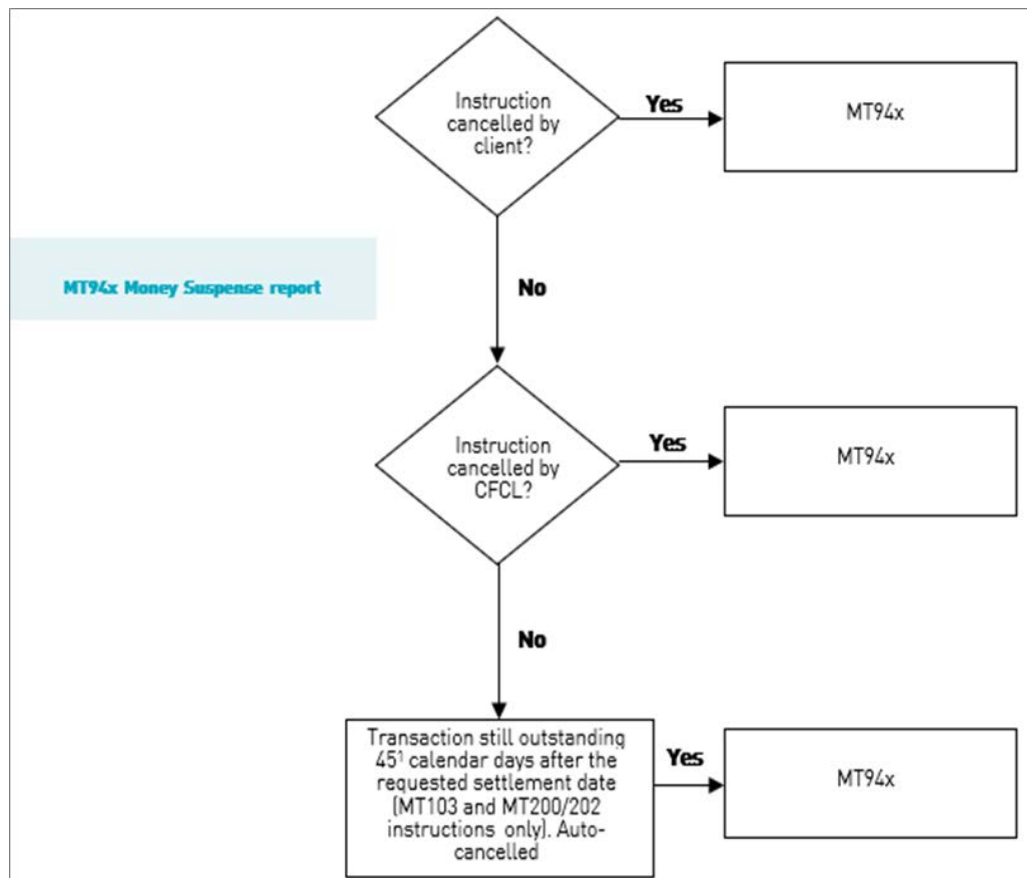 Instruction
cancelled by
client?
Yes
MT94x
MT94x Money Suspense report
No
Instruction
cancelled by
CFCL?
Yes
MT94x
No
Transaction still outstanding
45¹ calendar days after the
requested settlement date
(MT103 and MT200/202
instructions only). Auto-
cancelled
Yes
MT94x